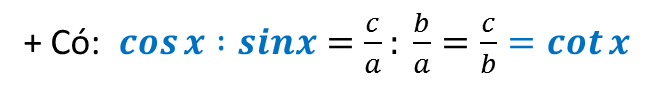 + Có: cos x : sinx = c/a : b/a = c/b = cot x